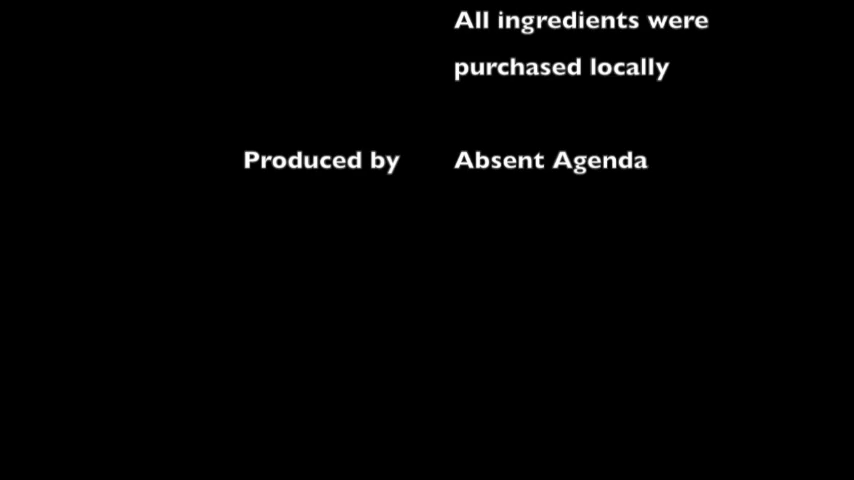 All ingredients were
purchased locally
Produced by Absent Agenda